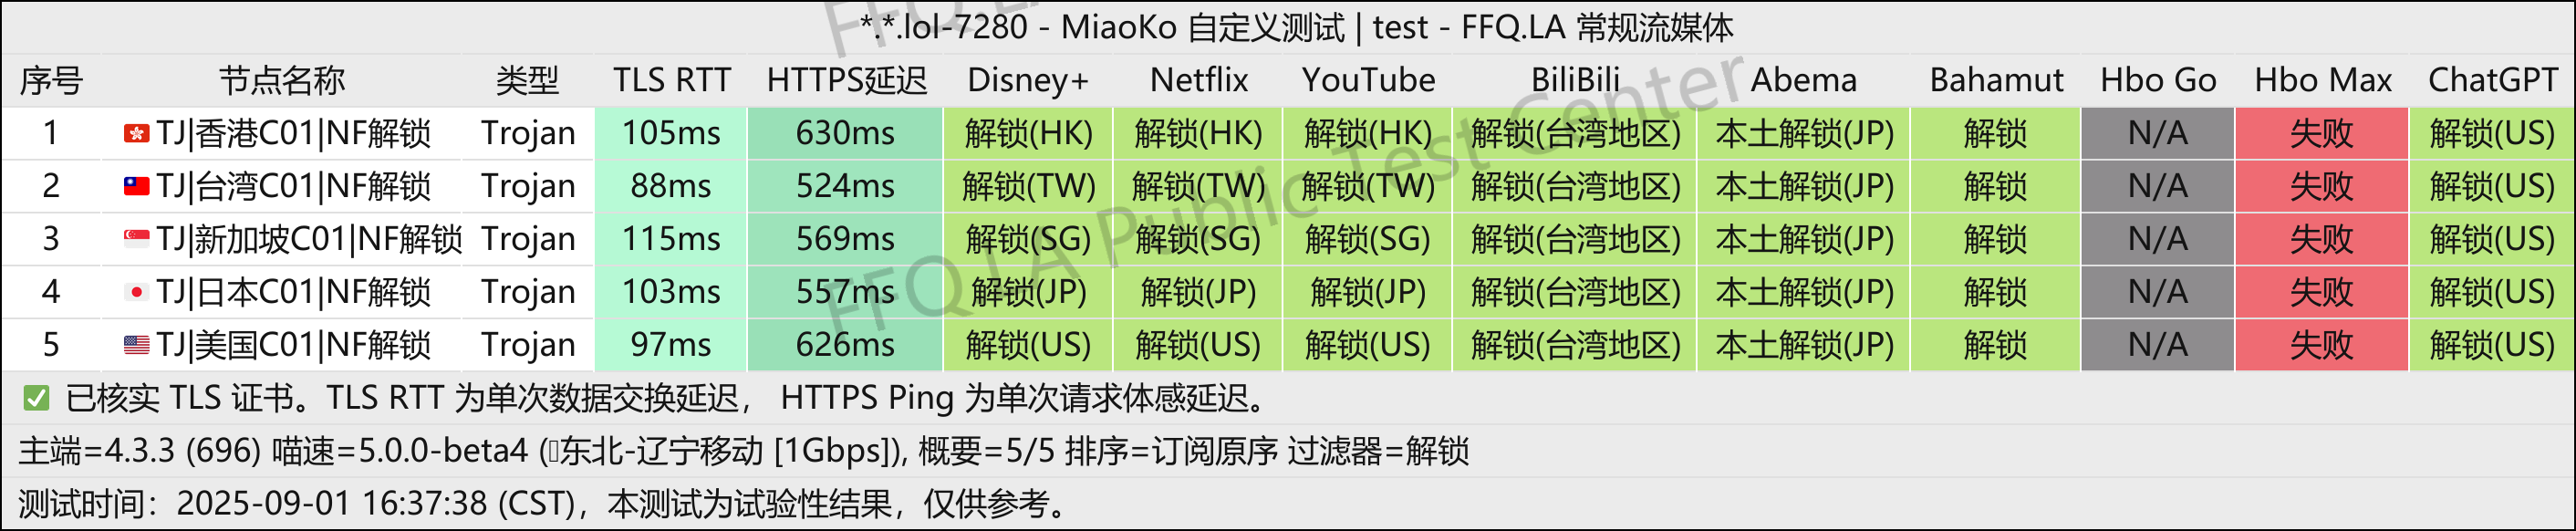 *.*.lol-7280 - MiaoKo 自定义测试 | test - FFQ.LA 常规流媒体
序号 节点名称 类型 TLS RTT HTTPS延迟 Disney+ Netflix YouTube BiliBili Abema Bahamut Hbo Go Hbo Max ChatGPT
1 TJ|香港C01|NF解锁 Trojan 105ms 630ms 解锁(HK) 解锁(HK) 解锁(HK) 解锁(台湾地区) 本土解锁(JP) 解锁 N/A 失败 解锁(US)
2 TJ|台湾C01|NF解锁 Trojan 88ms 524ms 解锁(TW) 解锁(TW) 解锁(TW) 解锁(台湾地区) 本土解锁(JP) 解锁 N/A 失败 解锁(US)
3 TJ|新加坡C01|NF解锁 Trojan 115ms 569ms 解锁(SG) 解锁(SG) 解锁(SG) 解锁(台湾地区) 本土解锁(JP) 解锁 N/A 失败 解锁(US)
4 TJ|日本C01|NF解锁 Trojan 103ms 557ms 解锁(JP) 解锁(JP) 解锁(JP) 解锁(台湾地区) 本土解锁(JP) 解锁 N/A 失败 解锁(US)
5 TJ|美国C01|NF解锁 Trojan 97ms 626ms 解锁(US) 解锁(US) 解锁(US) 解锁(台湾地区) 本土解锁(JP) 解锁 N/A 失败 解锁(US)
✅ 已核实 TLS 证书。TLS RTT 为单次数据交换延迟， HTTPS Ping 为单次请求体感延迟。
主端=4.3.3 (696) 喵速=5.0.0-beta4 (东北-辽宁移动 [1Gbps]), 概要=5/5 排序=订阅原序 过滤器=解锁
测试时间：2025-09-01 16:37:38 (CST)，本测试为试验性结果，仅供参考。
FFQ.LA Public Test Center
FFQ.LA